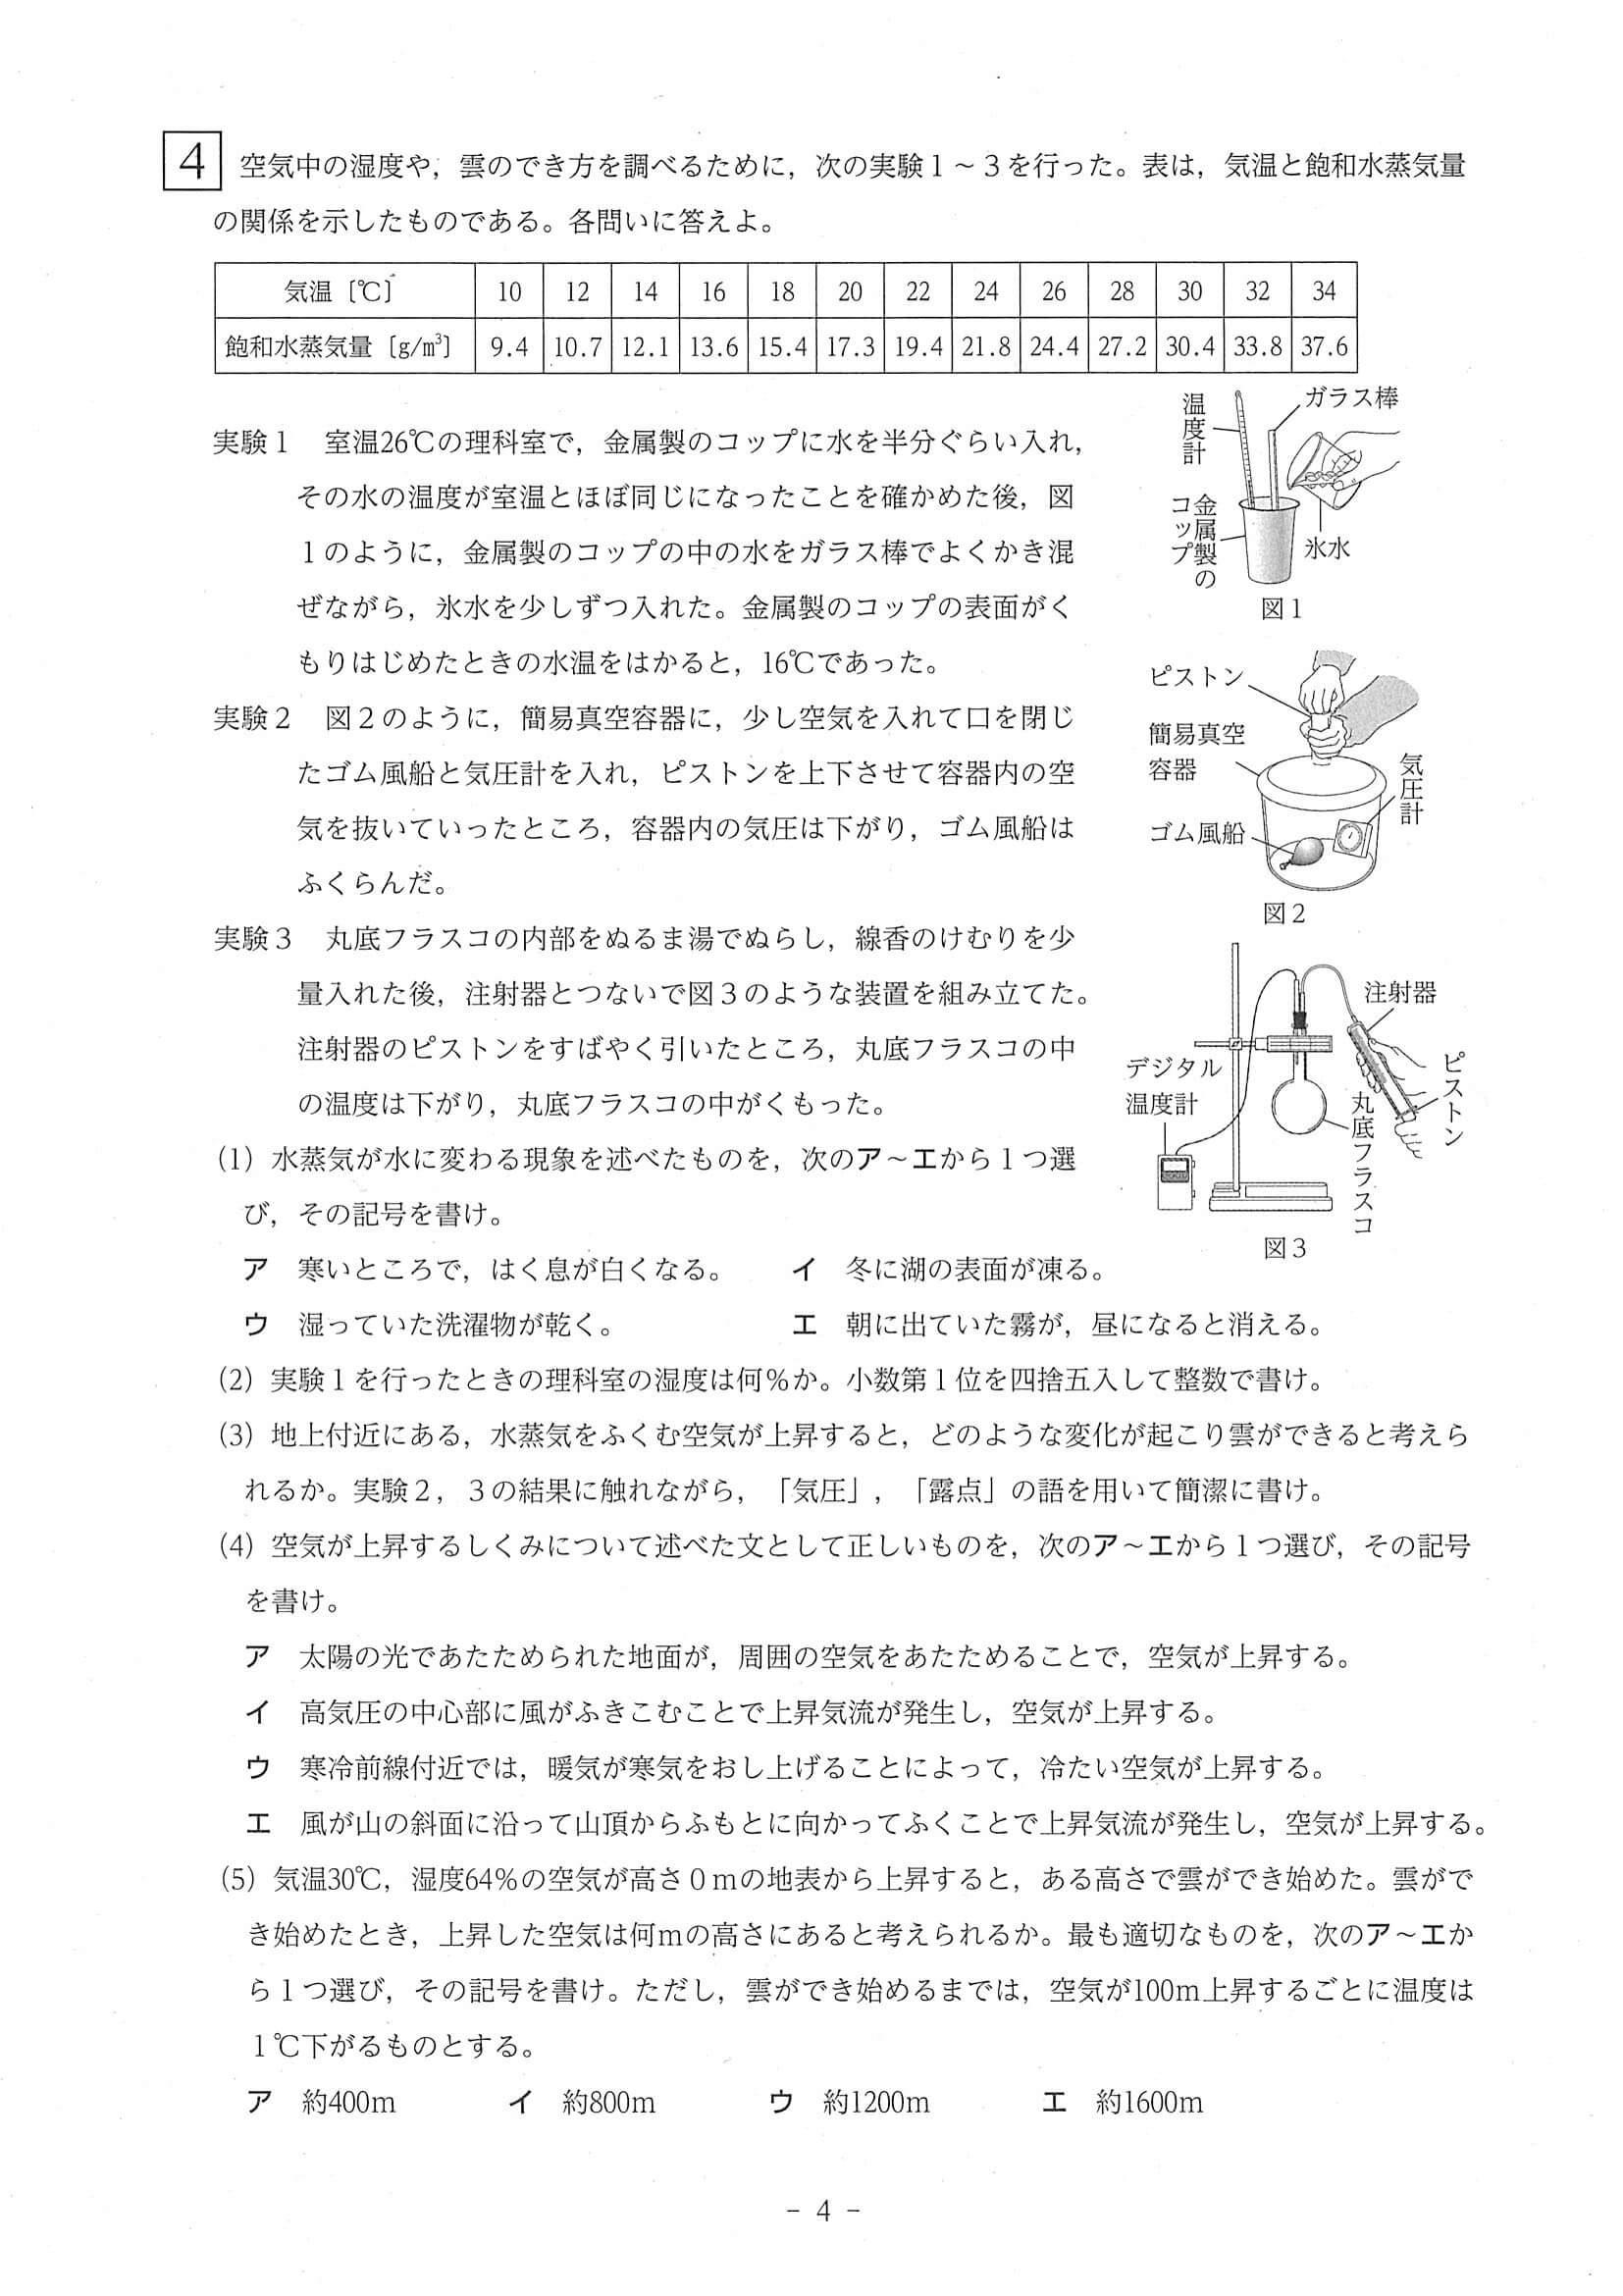 4 空気中の湿度や，雲のでき方を調べるために，次の実験1～3を行った。表は，気温と飽和水蒸気量
の関係を示したものである。各問いに答えよ。
気温〔℃〕 10 12 14 16 18 20 22 24 26 28 30 32 34
飽和水蒸気量〔g/m³〕 9.4 10.7 12.1 13.6 15.4 17.3 19.4 21.8 24.4 27.2 30.4 33.8 37.6
実験1　室温26℃の理科室で，金属製のコップに水を半分ぐらい入れ，
その水の温度が室温とほぼ同じになったことを確かめた後，図
1のように，金属製のコップの中の水をガラス棒でよくかき混
ぜながら，氷水を少しずつ入れた。金属製のコップの表面がく
もりはじめたときの水温をはかると，16℃であった。
温度計
ガラス棒
金属製の
コップ
氷水
図1
実験2　図2のように，簡易真空容器に，少し空気を入れて口を閉じ
たゴム風船と気圧計を入れ，ピストンを上下させて容器内の空
気を抜いていったところ，容器内の気圧は下がり，ゴム風船は
ふくらんだ。
ピストン
簡易真空
容器
気圧計
ゴム風船
図2
実験3　丸底フラスコの内部をぬるま湯でぬらし，線香のけむりを少
量入れた後，注射器とつないで図3のような装置を組み立てた。
注射器のピストンをすばやく引いたところ，丸底フラスコの中
の温度は下がり，丸底フラスコの中がくもった。
注射器
ピストン
デジタル
温度計
丸底フラスコ
図3
(1) 水蒸気が水に変わる現象を述べたものを，次のア～エから1つ選
び，その記号を書け。
ア　寒いところで，はく息が白くなる。　イ　冬に湖の表面が凍る。
ウ　湿っていた洗濯物が乾く。　エ　朝に出ていた霧が，昼になると消える。
(2) 実験1を行ったときの理科室の湿度は何％か。小数第1位を四捨五入して整数で書け。
(3) 地上付近にある，水蒸気をふくむ空気が上昇すると，どのような変化が起こり雲ができると考えら
れるか。実験2，3の結果に触れながら，「気圧」，「露点」の語を用いて簡潔に書け。
(4) 空気が上昇するしくみについて述べた文として正しいものを，次のア～エから1つ選び，その記号
を書け。
ア　太陽の光であたためられた地面が，周囲の空気をあたためることで，空気が上昇する。
イ　高気圧の中心部に風がふきこむことで上昇気流が発生し，空気が上昇する。
ウ　寒冷前線付近では，暖気が寒気をおし上げることによって，冷たい空気が上昇する。
エ　風が山の斜面に沿って山頂からふもとに向かってふくことで上昇気流が発生し，空気が上昇する。
(5) 気温30℃，湿度64％の空気が高さ0mの地表から上昇すると，ある高さで雲ができ始めた。雲がで
き始めたとき，上昇した空気は何mの高さにあると考えられるか。最も適切なものを，次のア～エか
ら1つ選び，その記号を書け。ただし，雲ができ始めるまでは，空気が100m上昇するごとに温度は
1℃下がるものとする。
ア　約400m　イ　約800m　ウ　約1200m　エ　約1600m
- 4 -